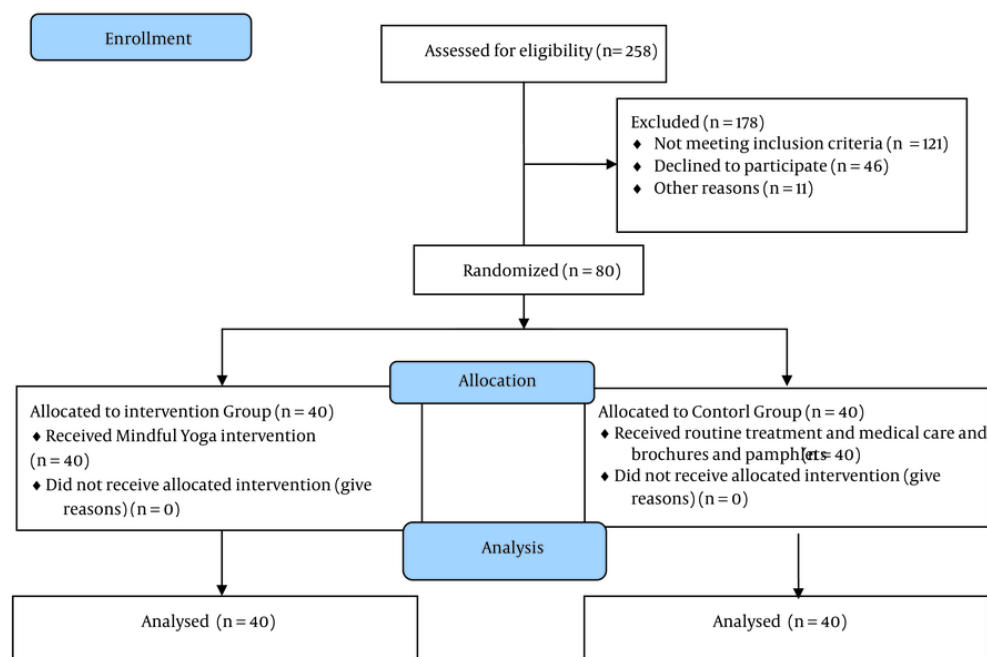 Enrollment
Assessed for eligibility (n= 258)
Excluded (n = 178)
♦ Not meeting inclusion criteria (n = 121)
♦ Declined to participate (n = 46)
♦ Other reasons (n = 11)
Randomized (n = 80)
Allocation
Allocated to intervention Group (n = 40)
♦ Received Mindful Yoga intervention
(n = 40)
♦ Did not receive allocated intervention (give
reasons) (n = 0)
Allocated to Contorl Group (n = 40)
♦ Received routine treatment and medical care and
brochures and pamphlets (n = 40)
♦ Did not receive allocated intervention (give
reasons) (n = 0)
Analysis
Analysed (n = 40)
Analysed (n = 40)